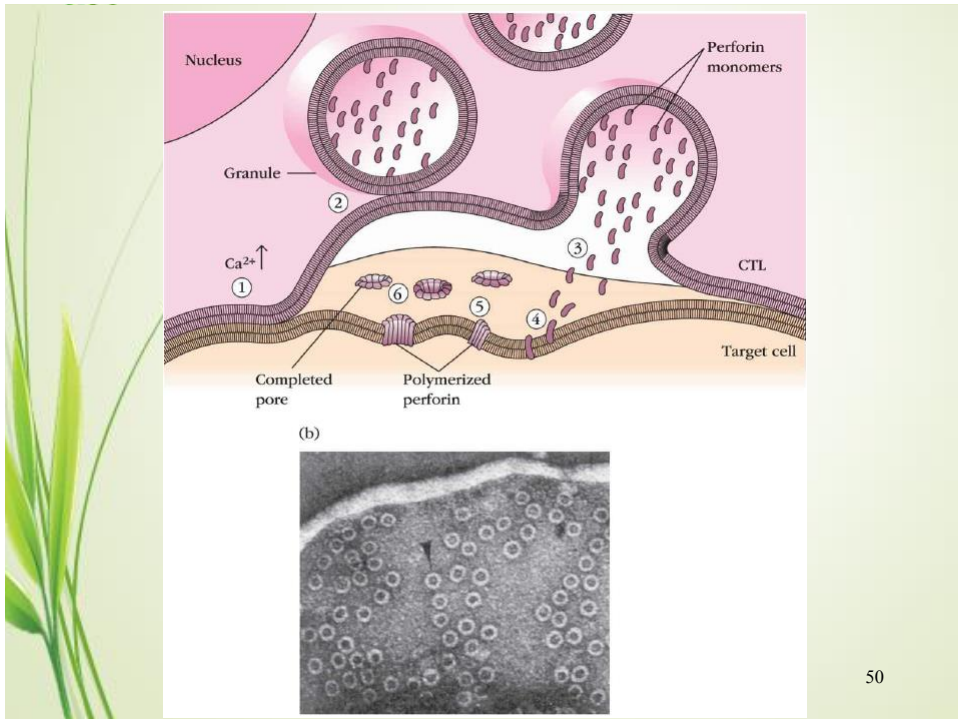 Nucleus
Perforin
monomers
Granule
②
③
Ca²⁺ ↑
①
CTL
⑥
⑤
④
Target cell
Completed
pore
Polymerized
perforin
(b)
50